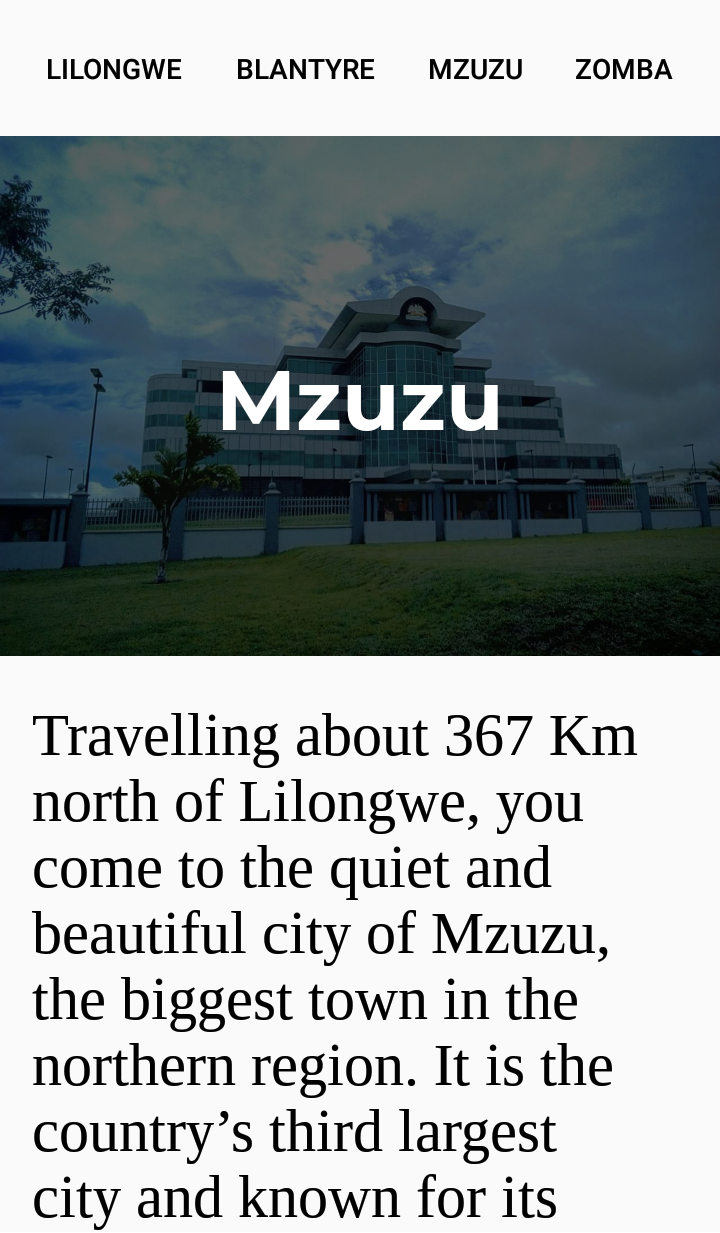 LILONGWE BLANTYRE MZUZU ZOMBA
Mzuzu
Travelling about 367 Km
north of Lilongwe, you
come to the quiet and
beautiful city of Mzuzu,
the biggest town in the
northern region. It is the
country’s third largest
city and known for its